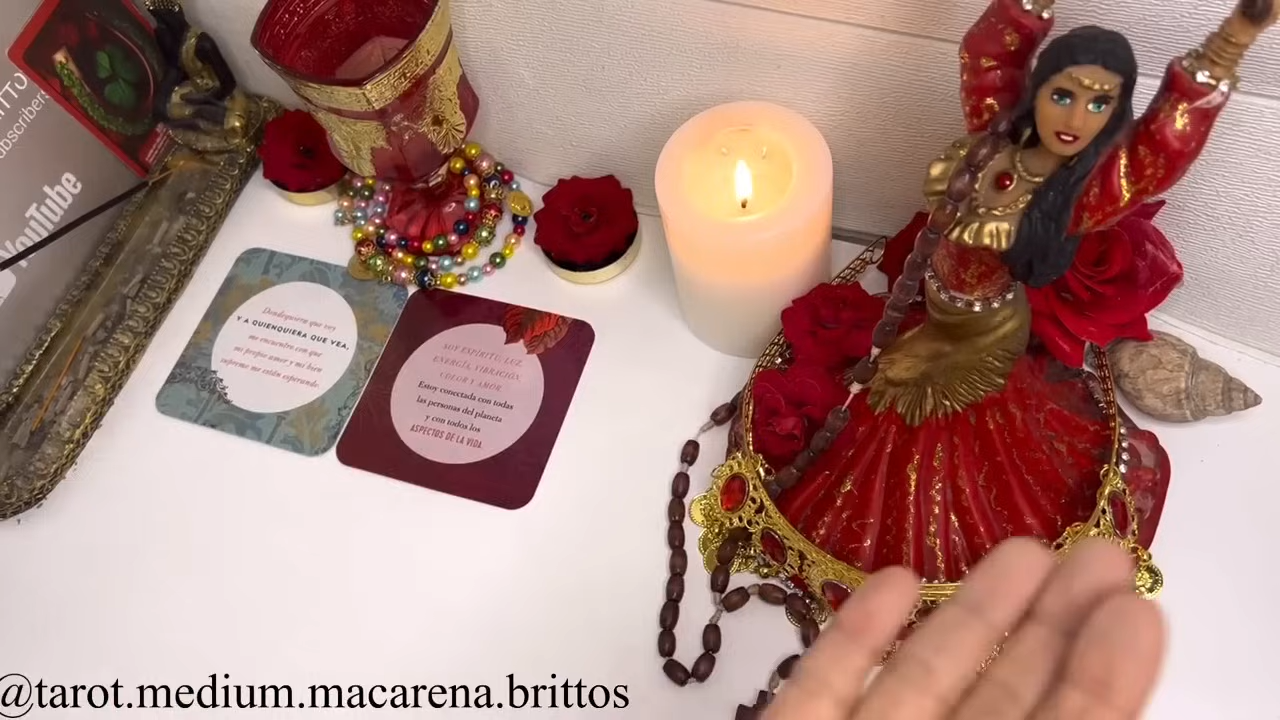 YouTube
Dondequiera que voy
Y A QUIENQUIERA QUE VEA,
me encuentro con que
mi propio amor y mi bien
supremo me están esperando.
SOY ESPÍRITU, LUZ,
ENERGÍA, VIBRACIÓN,
COLOR Y AMOR.
Estoy conectada con todas
las personas del planeta
y con todos los
ASPECTOS DE LA VIDA.
@tarot.medium.macarena.brittos